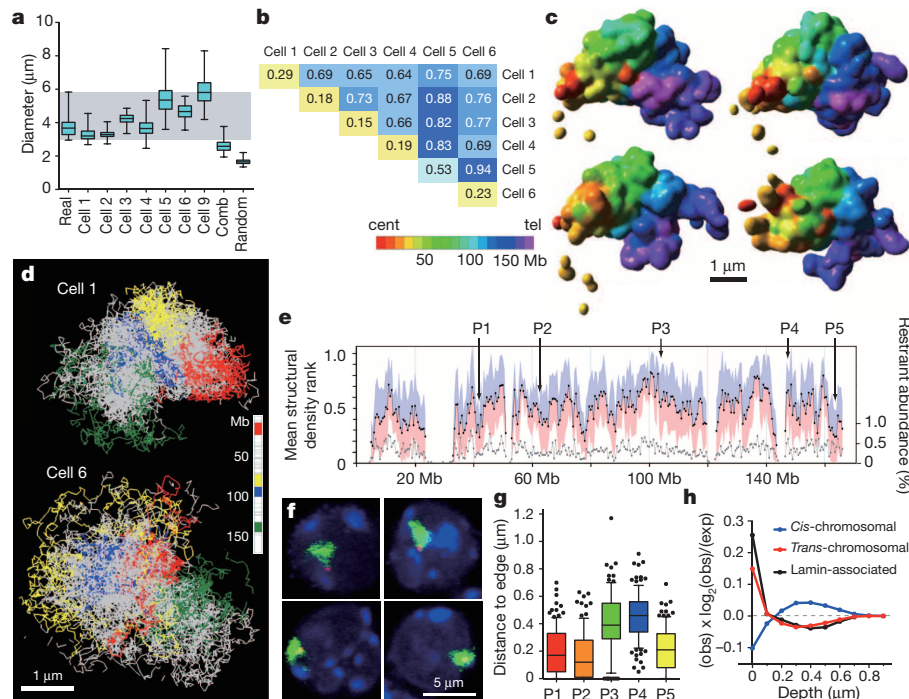 a
Diameter (μm)
10
8
6
4
2
0
Real
Cell 1
Cell 2
Cell 3
Cell 4
Cell 5
Cell 6
Cell 9
Comb
Random
b
Cell 1 Cell 2 Cell 3 Cell 4 Cell 5 Cell 6
0.29 0.69 0.65 0.64 0.75 0.69 Cell 1
0.18 0.73 0.67 0.88 0.76 Cell 2
0.15 0.66 0.82 0.77 Cell 3
0.19 0.83 0.69 Cell 4
0.53 0.94 Cell 5
0.23 Cell 6
cent tel
50 100 150 Mb
c
1 μm
d
Cell 1
Mb
50
100
150
Cell 6
1 μm
e
P1 P2 P3 P4 P5
Mean structural
density rank
1.0
0.5
0
Restraint abundance (%)
1.0
0.5
0
20 Mb 60 Mb 100 Mb 140 Mb
f
5 μm
g
Distance to edge (μm)
1.2
1.0
0.8
0.6
0.4
0.2
0
P1 P2 P3 P4 P5
h
(obs) x log2(obs)/(exp)
0.3
0.2
0.1
0.0
−0.1
Cis-chromosomal
Trans-chromosomal
Lamin-associated
0 0.2 0.4 0.6 0.8
Depth (μm)